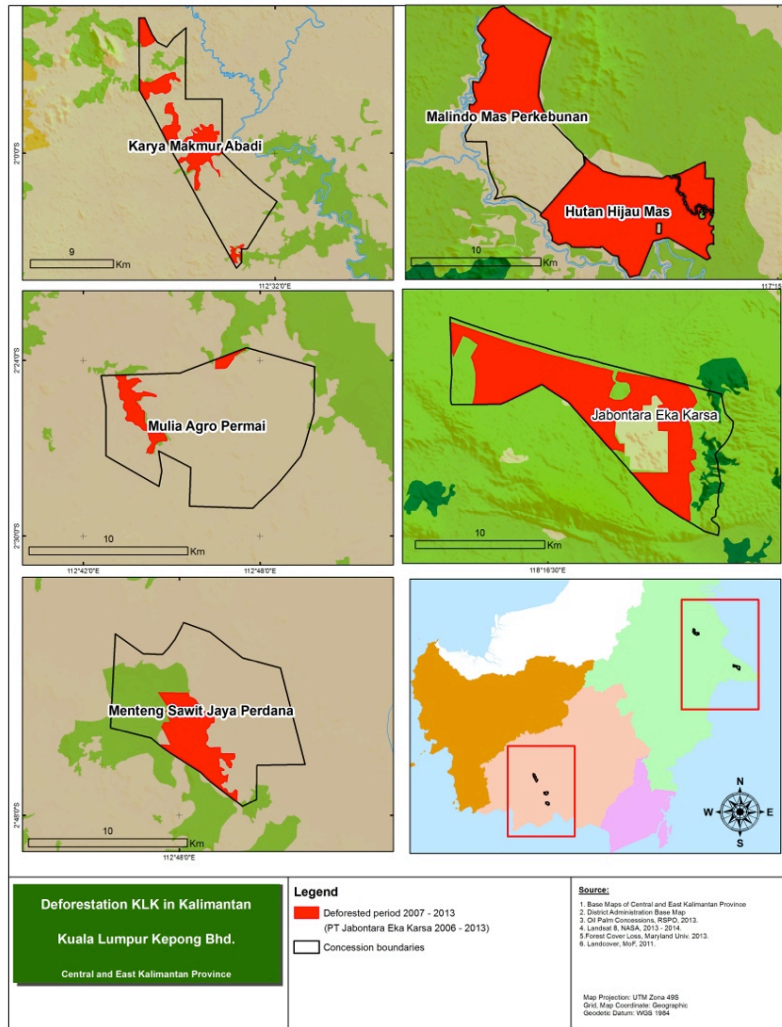 Karya Makmur Abadi
2°0'0"S
9
Km
112°32'0"E
Malindo Mas Perkebunan
Hutan Hijau Mas
10
Km
117°15
2°24'0"S
Mulia Agro Permai
2°30'0"S
10
Km
112°42'0"E
112°48'0"E
Jabontara Eka Karsa
10
Km
118°16'30"E
Menteng Sawit Jaya Perdana
2°48'0"S
10
Km
112°48'0"E
N
W
E
S
Deforestation KLK in Kalimantan
Kuala Lumpur Kepong Bhd.
Central and East Kalimantan Province
Legend
Deforested period 2007 - 2013
(PT Jabontara Eka Karsa 2006 - 2013)
Concession boundaries
Source:
1. Base Maps of Central and East Kalimantan Province
2. District Administration Base Map
3. Oil Palm Concessions, RSPO, 2013.
4. Landsat 8, NASA, 2013 - 2014.
5.Forest Cover Loss, Maryland Univ. 2013.
6. Landcover, MoF, 2011.
Map Projection: UTM Zona 49S
Grid, Map Coordinate: Geographic
Geodetic Datum: WGS 1984